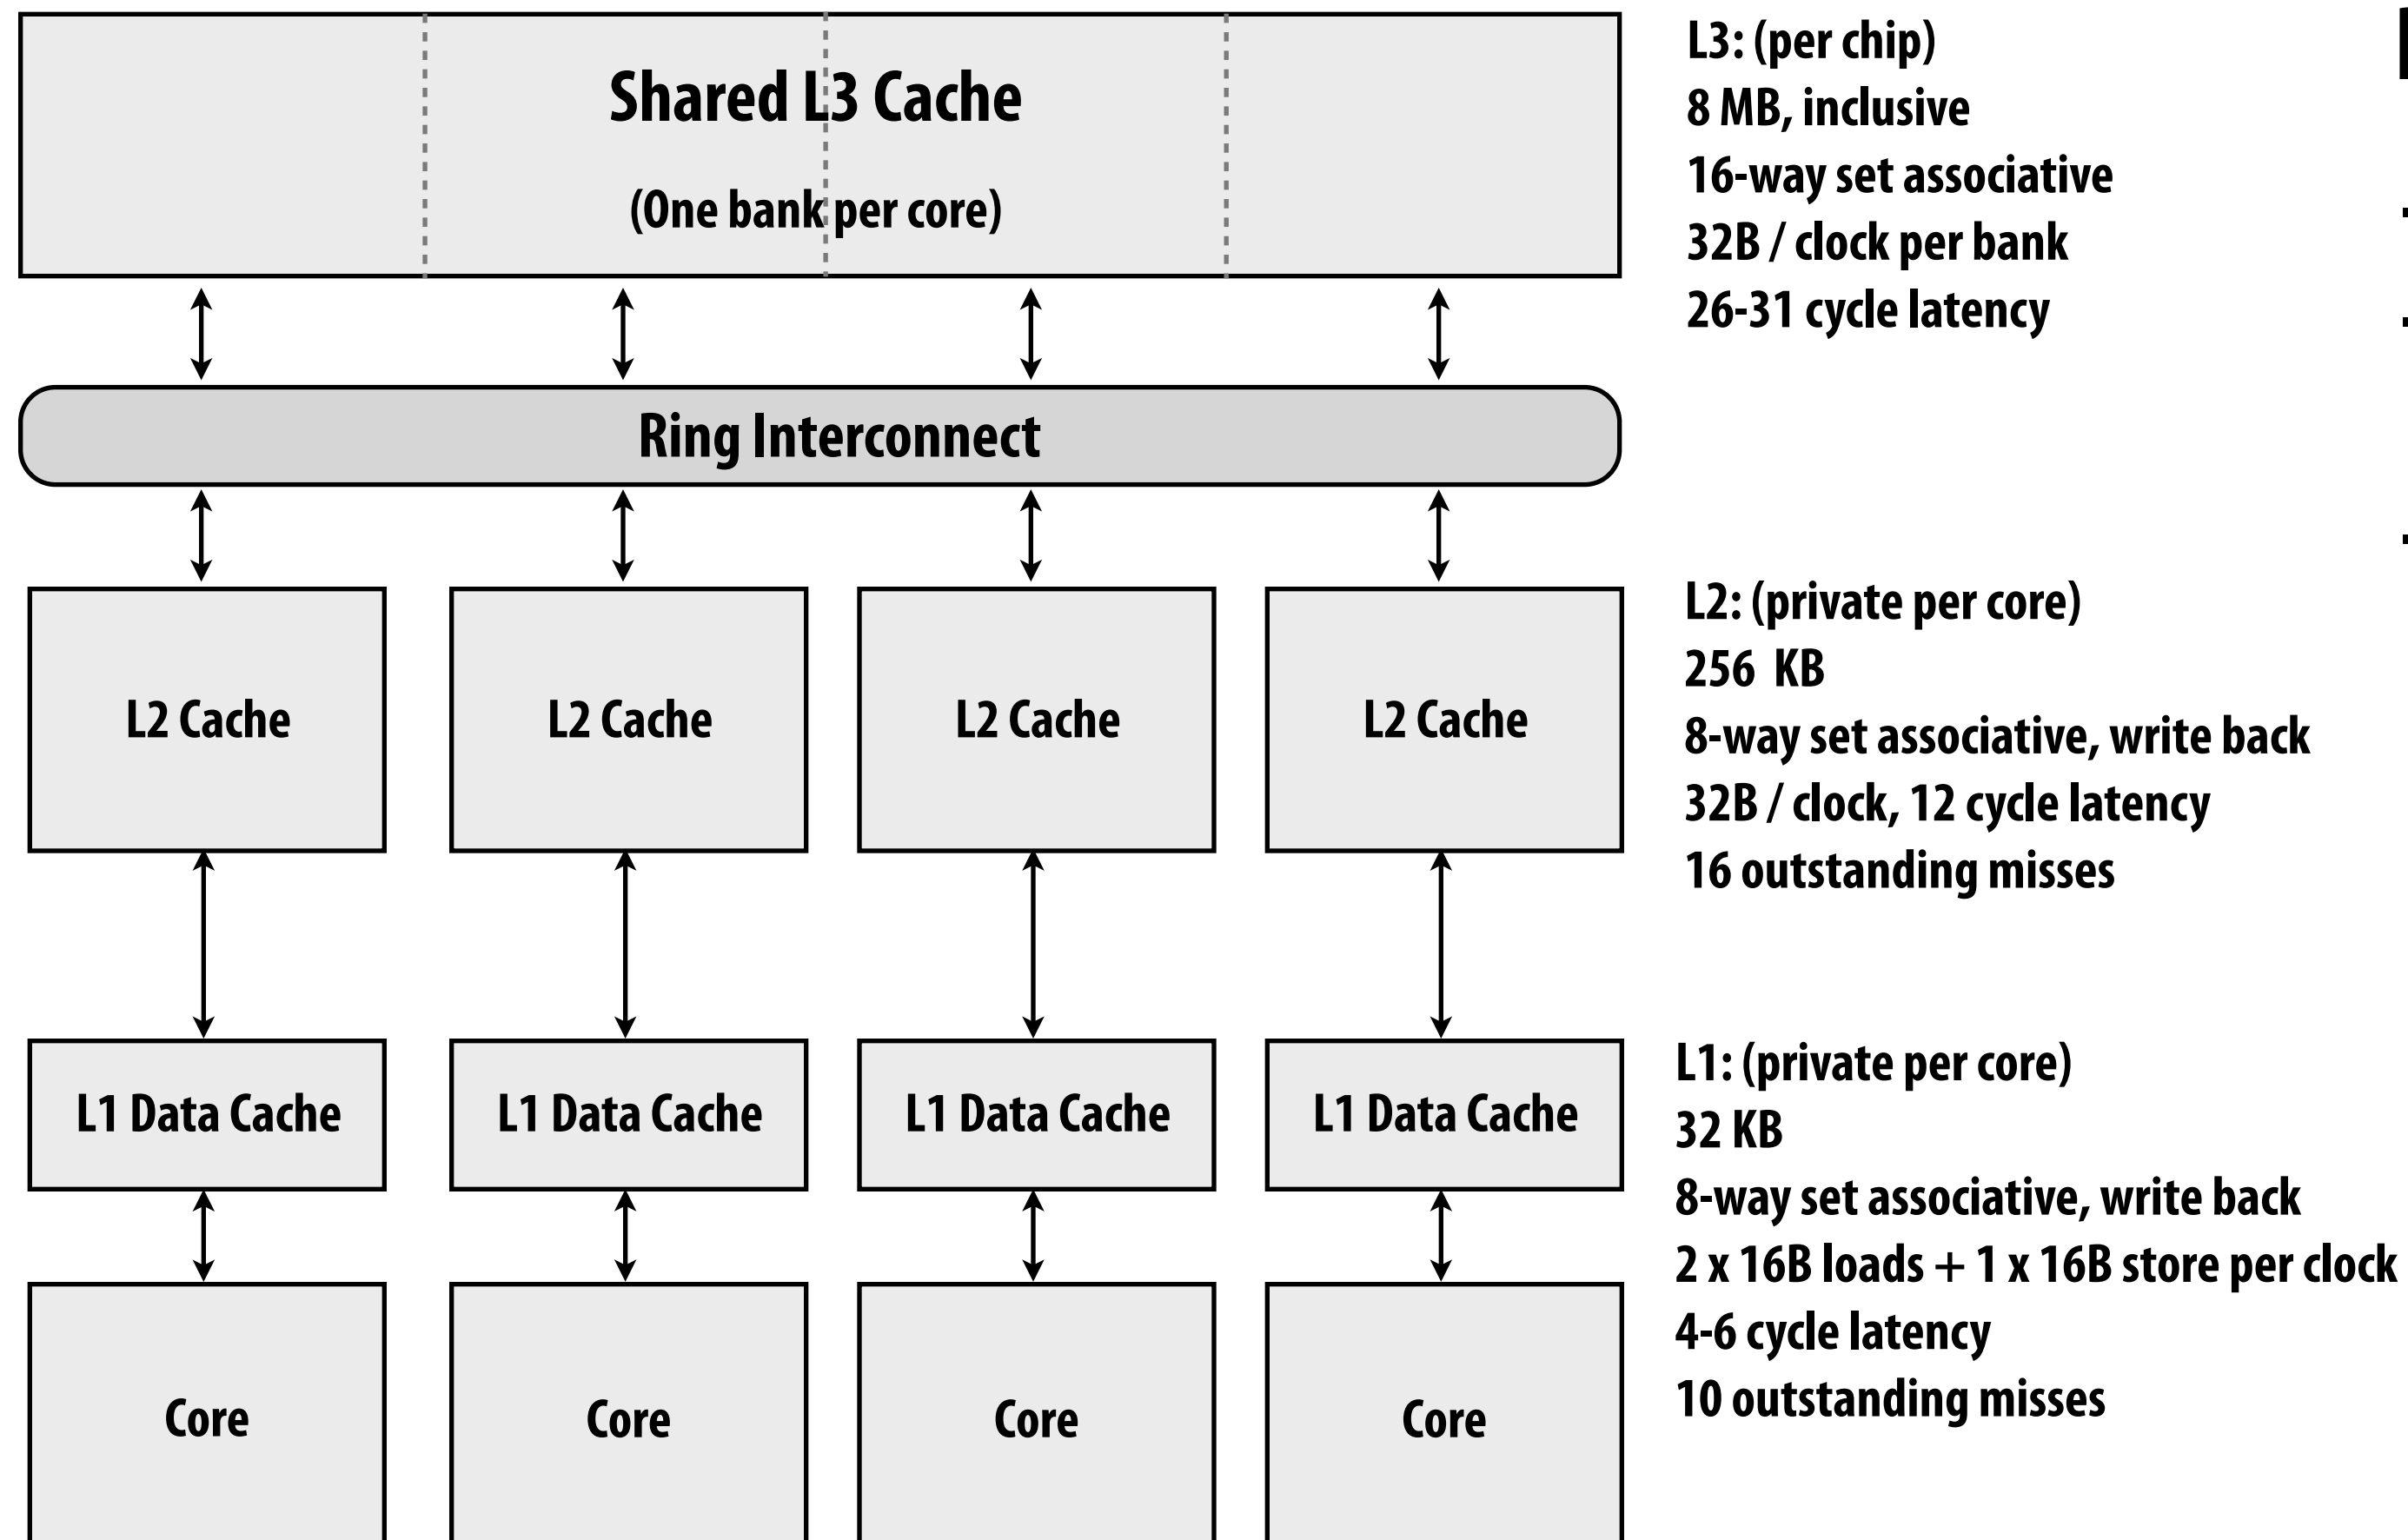 Shared L3 Cache
(One bank per core)
Ring Interconnect
L2 Cache
L2 Cache
L2 Cache
L2 Cache
L1 Data Cache
L1 Data Cache
L1 Data Cache
L1 Data Cache
Core
Core
Core
Core
L3: (per chip)
8 MB, inclusive
16-way set associative
32B / clock per bank
26-31 cycle latency
L2: (private per core)
256 KB
8-way set associative, write back
32B / clock, 12 cycle latency
16 outstanding misses
L1: (private per core)
32 KB
8-way set associative, write back
2 x 16B loads + 1 x 16B store per clock
4-6 cycle latency
10 outstanding misses